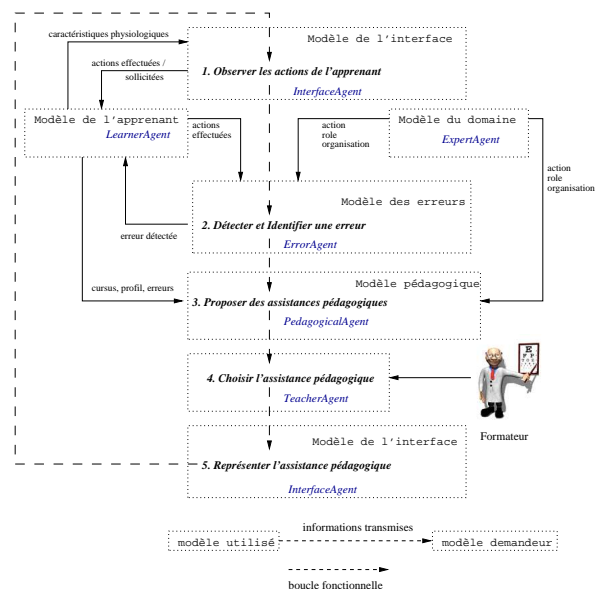 caractéristiques physiologiques
Modèle de l'interface
actions effectuées /
sollicitées
1. Observer les actions de l'apprenant
InterfaceAgent
Modèle de l'apprenant
LearnerAgent
actions
effectuées
action
role
organisation
Modèle du domaine
ExpertAgent
action
role
organisation
Modèle des erreurs
2. Détecter et Identifier une erreur
erreur détectée
ErrorAgent
Modèle pédagogique
cursus, profil, erreurs
3. Proposer des assistances pédagogiques
PedagogicalAgent
4. Choisir l'assistance pédagogique
TeacherAgent
Formateur
Modèle de l'interface
5. Représenter l'assistance pédagogique
InterfaceAgent
informations transmises
modèle utilisé
modèle demandeur
boucle fonctionnelle